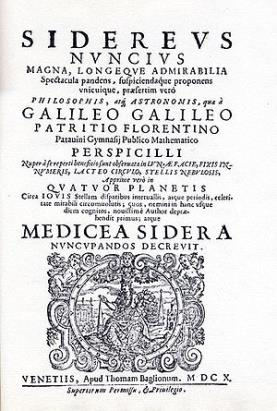 SIDEREVS
NVNCIVS
MAGNA, LONGEQVE ADMIRABILIA
Spectacula pandens, suspiciendaque proponens
vnicuique, præsertim verò
PHILOSOPHIS, atq; ASTRONOMIS, quæ à
GALILEO GALILEO
PATRITIO FLORENTINO
Patauini Gymnasij Publico Mathematico
PERSPICILLI
Nuper à se reperti beneficio sunt obseruata in LVNÆ FACIE, FIXIS IN-
NVMERIS, LACTEO CIRCVLO, STELLIS NEBVLOSIS,
Apprime verò in
QVATVOR PLANETIS
Circa IOVIS Stellam disparibus interuallis, atque periodis, celeri-
tate mirabili circumuolutis; quos, nemini in hanc vsque
diem cognitos, nouissimè Author depræ-
hendit primus; atque
MEDICEA SIDERA
NVNCVPANDOS DECREVIT.
VENETIIS, Apud Thomam Baglionum. M DC X.
Superiorum Permissu, & Priuilegio.